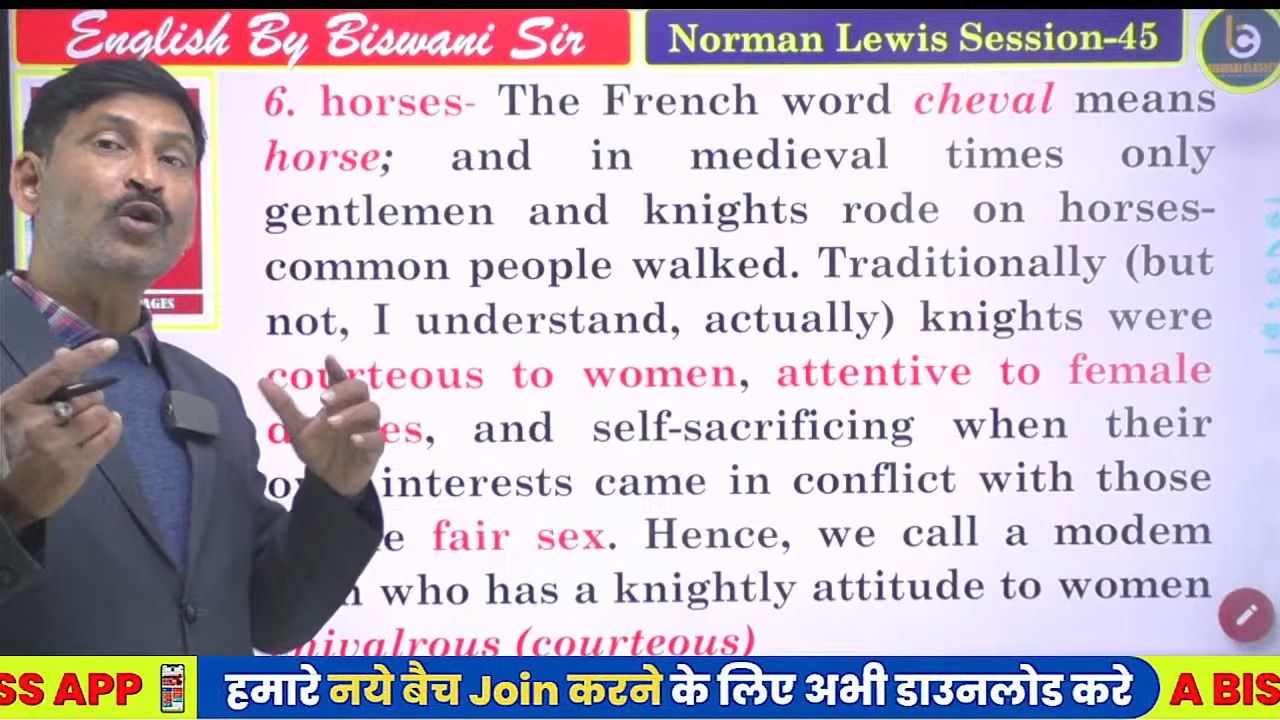 English By Biswani Sir
Norman Lewis Session-45
6. horses- The French word cheval means
horse; and in medieval times only
gentlemen and knights rode on horses-
common people walked. Traditionally (but
not, I understand, actually) knights were
courteous to women, attentive to female
and self-sacrificing when their
interests came in conflict with those
fair sex. Hence, we call a modem
who has a knightly attitude to women
chivalrous (courteous)
AGES
SS APP
हमारे नये बैच Join करने के लिए अभी डाउनलोड करे
A BIS